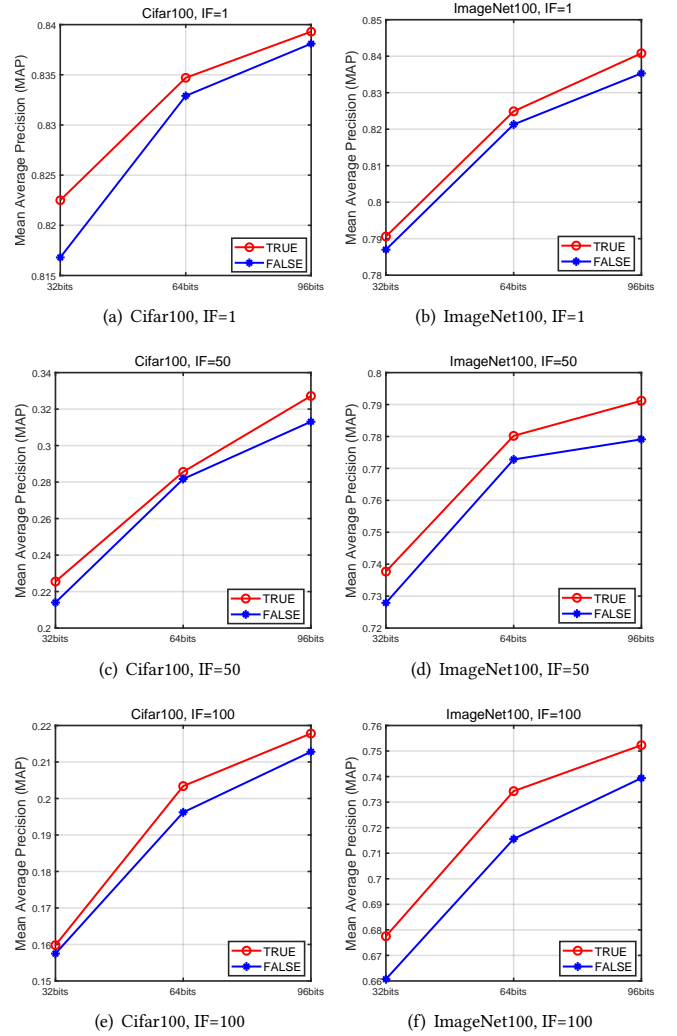 Cifar100, IF=1
Mean Average Precision (MAP)
0.84
0.835
0.83
0.825
0.82
0.815
32bits
64bits
96bits
TRUE
FALSE
(a) Cifar100, IF=1
ImageNet100, IF=1
Mean Average Precision (MAP)
0.85
0.84
0.83
0.82
0.81
0.8
0.79
0.78
32bits
64bits
96bits
TRUE
FALSE
(b) ImageNet100, IF=1
Cifar100, IF=50
Mean Average Precision (MAP)
0.34
0.32
0.3
0.28
0.26
0.24
0.22
0.2
32bits
64bits
96bits
TRUE
FALSE
(c) Cifar100, IF=50
ImageNet100, IF=50
Mean Average Precision (MAP)
0.8
0.79
0.78
0.77
0.76
0.75
0.74
0.73
0.72
32bits
64bits
96bits
TRUE
FALSE
(d) ImageNet100, IF=50
Cifar100, IF=100
Mean Average Precision (MAP)
0.22
0.21
0.2
0.19
0.18
0.17
0.16
0.15
32bits
64bits
96bits
TRUE
FALSE
(e) Cifar100, IF=100
ImageNet100, IF=100
Mean Average Precision (MAP)
0.76
0.75
0.74
0.73
0.72
0.71
0.7
0.69
0.68
0.67
0.66
32bits
64bits
96bits
TRUE
FALSE
(f) ImageNet100, IF=100